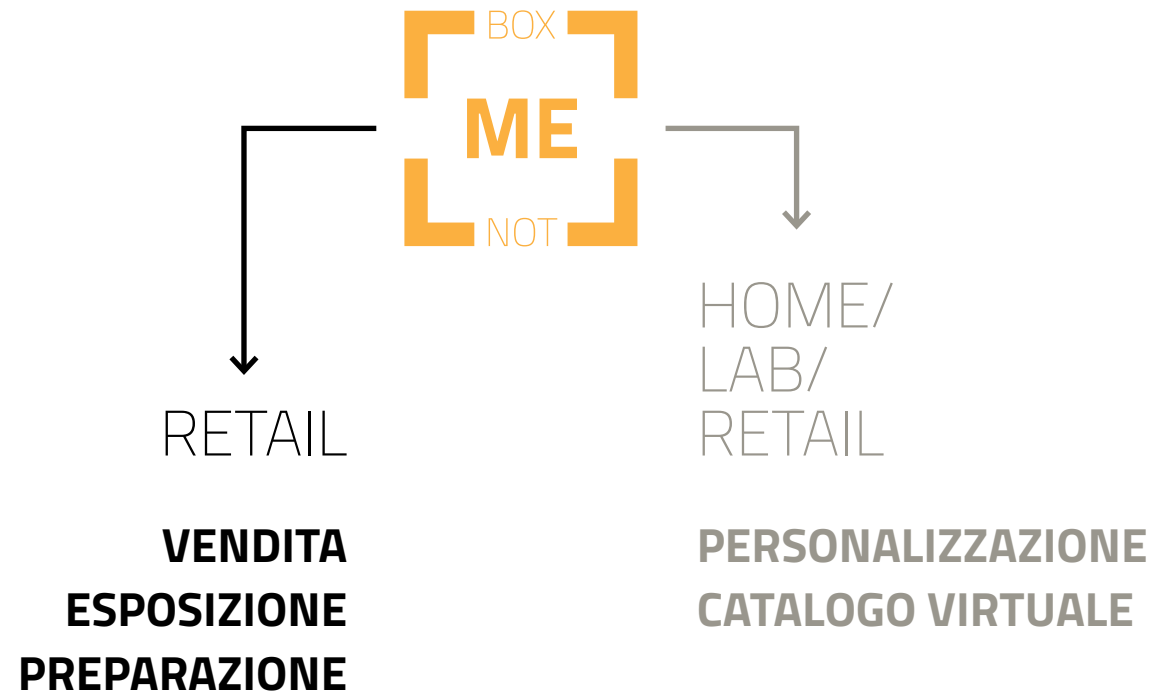 BOX
ME
NOT
RETAIL
VENDITA
ESPOSIZIONE
PREPARAZIONE
HOME/
LAB/
RETAIL
PERSONALIZZAZIONE
CATALOGO VIRTUALE